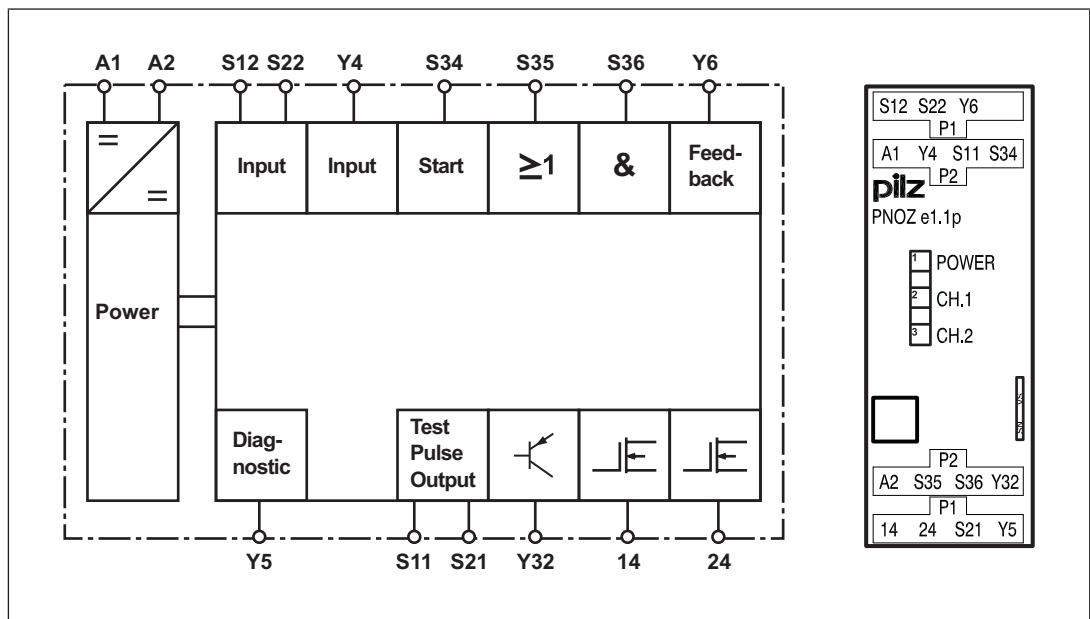 A1 A2 S12 S22 Y4 S34 S35 S36 Y6
= =
Input Input Start ≥1 & Feed-
back
Power
Diag-
nostic
Test
Pulse
Output
Y5 S11 S21 Y32 14 24
S12 S22 Y6
P1
A1 Y4 S11 S34
P2
pilz
PNOZ e1.1p
1 POWER
2 CH.1
3 CH.2
SN VS
P2
A2 S35 S36 Y32
P1
14 24 S21 Y5